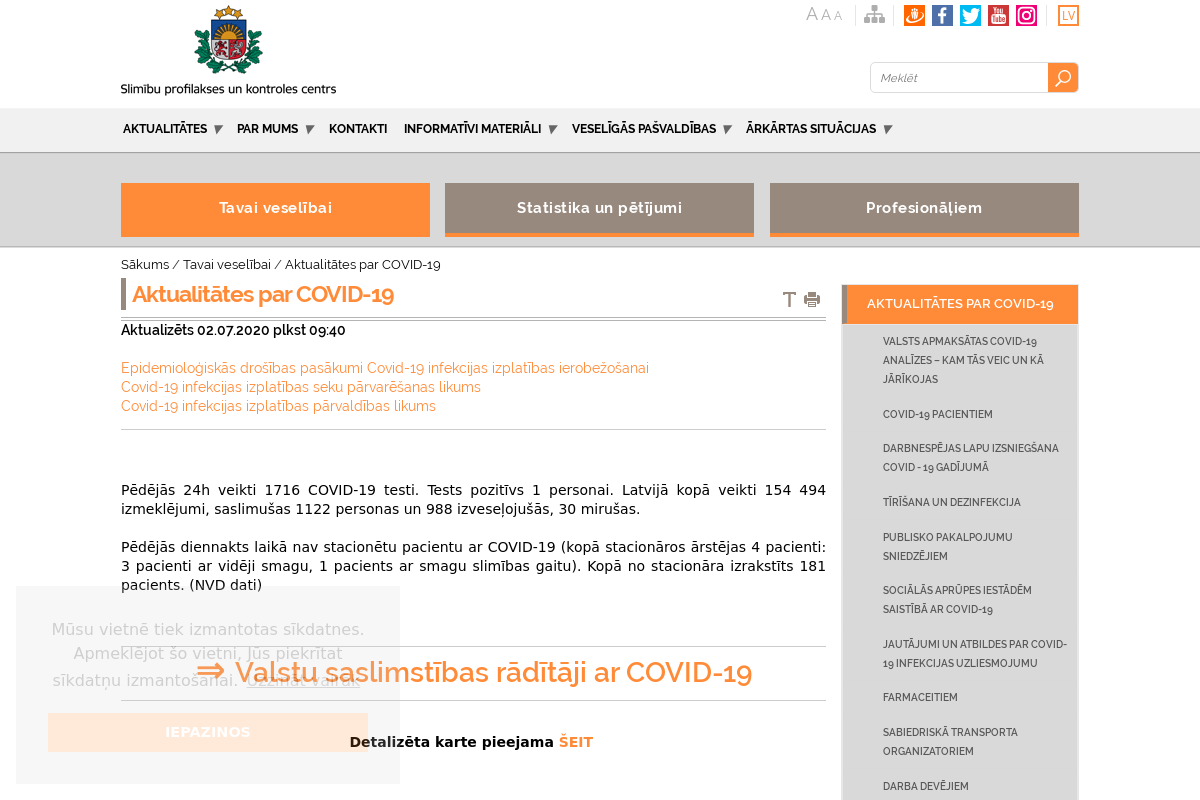 A A A
You
Tube
LV
Slimību profilakses un kontroles centrs
Meklēt
AKTUALITĀTES PAR MUMS KONTAKTI INFORMATĪVI MATERIĀLI VESELĪGĀS PAŠVALDĪBAS ĀRKĀRTAS SITUĀCIJAS
Tavai veselībai
Statistika un pētījumi
Profesionāļiem
Sākums / Tavai veselībai / Aktualitātes par COVID-19
Aktualitātes par COVID-19
Aktualizēts 02.07.2020 plkst 09:40
Epidemioloģiskās drošības pasākumi Covid-19 infekcijas izplatības ierobežošanai
Covid-19 infekcijas izplatības seku pārvarēšanas likums
Covid-19 infekcijas izplatības pārvaldības likums
Pēdējās 24h veikti 1716 COVID-19 testi. Tests pozitīvs 1 personai. Latvijā kopā veikti 154 494
izmeklējumi, saslimušas 1122 personas un 988 izveseļojušās, 30 mirušas.
Pēdējās diennakts laikā nav stacionētu pacientu ar COVID-19 (kopā stacionāros ārstējas 4 pacienti:
3 pacienti ar vidēji smagu, 1 pacients ar smagu slimības gaitu). Kopā no stacionāra izrakstīts 181
pacients. (NVD dati)
⇒ Valstu saslimstības rādītāji ar COVID-19
Detalizēta karte pieejama ŠEIT
Mūsu vietnē tiek izmantotas sīkdatnes.
Apmeklējot šo vietni, Jūs piekrītat
sīkdatņu izmantošanai. Uzzināt vairāk
IEPAZINOS
AKTUALITĀTES PAR COVID-19
VALSTS APMAKSĀTAS COVID-19
ANALĪZES – KAM TĀS VEIC UN KĀ
JĀRĪKOJAS
COVID-19 PACIENTIEM
DARBNESPĒJAS LAPU IZSNIEGŠANA
COVID - 19 GADĪJUMĀ
TĪRĪŠANA UN DEZINFEKCIJA
PUBLISKO PAKALPOJUMU
SNIEDZĒJIEM
SOCIĀLĀS APRŪPES IESTĀDĒM
SAISTĪBĀ AR COVID-19
JAUTĀJUMI UN ATBILDES PAR COVID-
19 INFEKCIJAS UZLIESMOJUMU
FARMACEITIEM
SABIEDRISKĀ TRANSPORTA
ORGANIZATORIEM
DARBA DEVĒJIEM